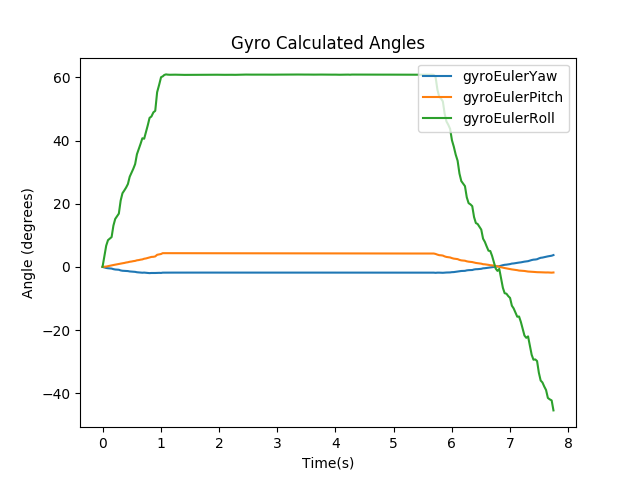 Gyro Calculated Angles
gyroEulerYaw
gyroEulerPitch
gyroEulerRoll
Angle (degrees)
60
40
20
0
−20
−40
0 1 2 3 4 5 6 7 8
Time(s)